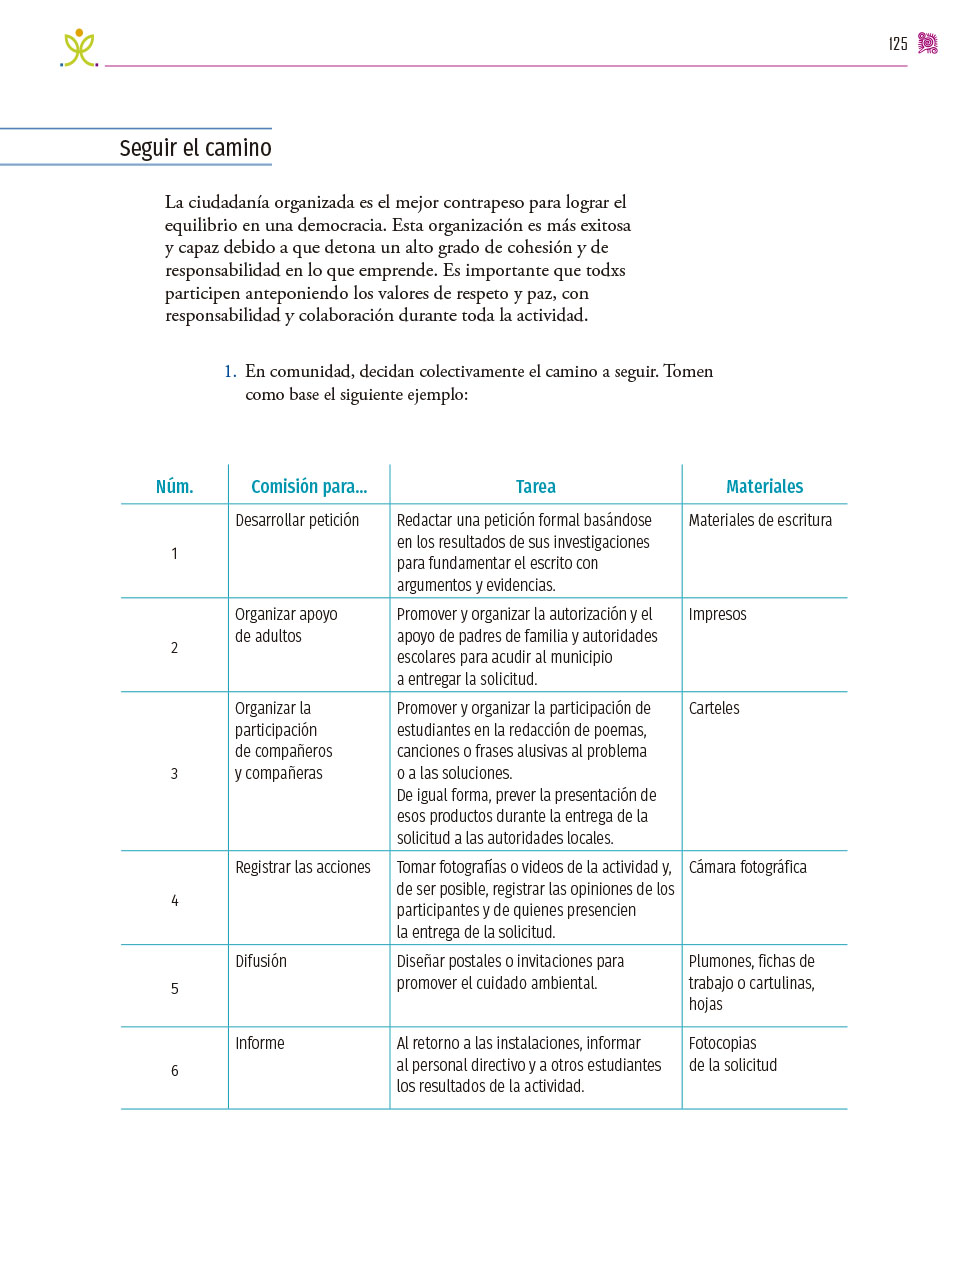 125
Seguir el camino
La ciudadanía organizada es el mejor contrapeso para lograr el
equilibrio en una democracia. Esta organización es más exitosa
y capaz debido a que detona un alto grado de cohesión y de
responsabilidad en lo que emprende. Es importante que todxs
participen anteponiendo los valores de respeto y paz, con
responsabilidad y colaboración durante toda la actividad.
1. En comunidad, decidan colectivamente el camino a seguir. Tomen
como base el siguiente ejemplo:
Núm. Comisión para... Tarea Materiales
1
Desarrollar petición
Redactar una petición formal basándose
en los resultados de sus investigaciones
para fundamentar el escrito con
argumentos y evidencias.
Materiales de escritura
2
Organizar apoyo
de adultos
Promover y organizar la autorización y el
apoyo de padres de familia y autoridades
escolares para acudir al municipio
a entregar la solicitud.
Impresos
3
Organizar la
participación
de compañeros
y compañeras
Promover y organizar la participación de
estudiantes en la redacción de poemas,
canciones o frases alusivas al problema
o a las soluciones.
De igual forma, prever la presentación de
esos productos durante la entrega de la
solicitud a las autoridades locales.
Carteles
4
Registrar las acciones
Tomar fotografías o videos de la actividad y,
de ser posible, registrar las opiniones de los
participantes y de quienes presencien
la entrega de la solicitud.
Cámara fotográfica
5
Difusión
Diseñar postales o invitaciones para
promover el cuidado ambiental.
Plumones, fichas de
trabajo o cartulinas,
hojas
6
Informe
Al retorno a las instalaciones, informar
al personal directivo y a otros estudiantes
los resultados de la actividad.
Fotocopias
de la solicitud